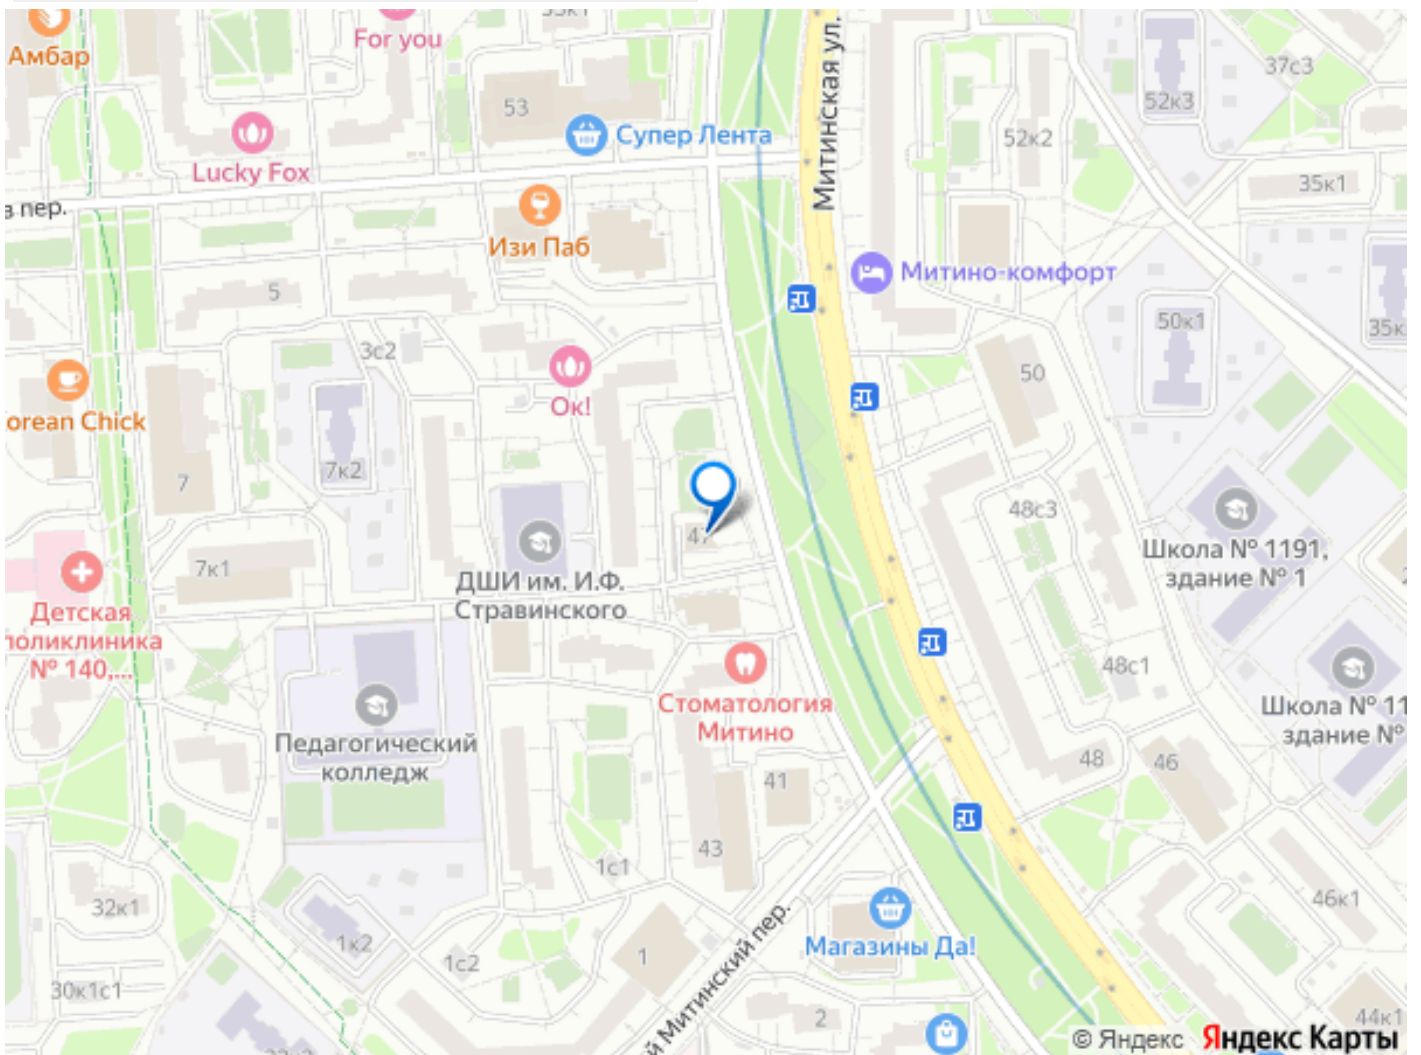 33к1
For you
Амбар
37с3
52к3
53
Супер Лента
52к2
Митинская ул.
Lucky Fox
35к1
в пер.
Изи Паб
Митино-комфорт
5
50к1
35к
3с2
50
Ок!
orean Chick
7к2
7
48с3
47
Школа № 1191,
здание № 1
7к1
ДШИ им. И.Ф.
Стравинского
Детская
поликлиника
№ 140,...
48с1
Стоматология
Митино
Школа № 11
здание №
Педагогический
колледж
48
46
41
43
1с1
46к1
32к1
Магазины Да!
1к2
1с2
1
й Митинский пер.
30к1с1
2
44к1
© Яндекс Яндекс Карты